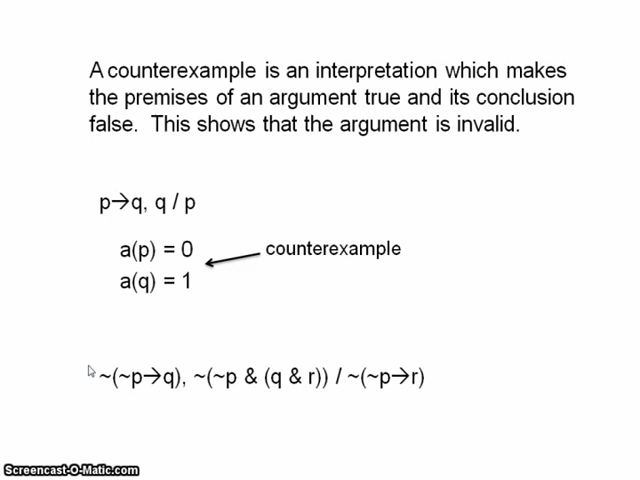 A counterexample is an interpretation which makes
the premises of an argument true and its conclusion
false. This shows that the argument is invalid.
p→q, q / p
a(p) = 0
counterexample
a(q) = 1
~(~p→q), ~(~p & (q & r)) / ~(~p→r)
Screencast-O-Matic.com